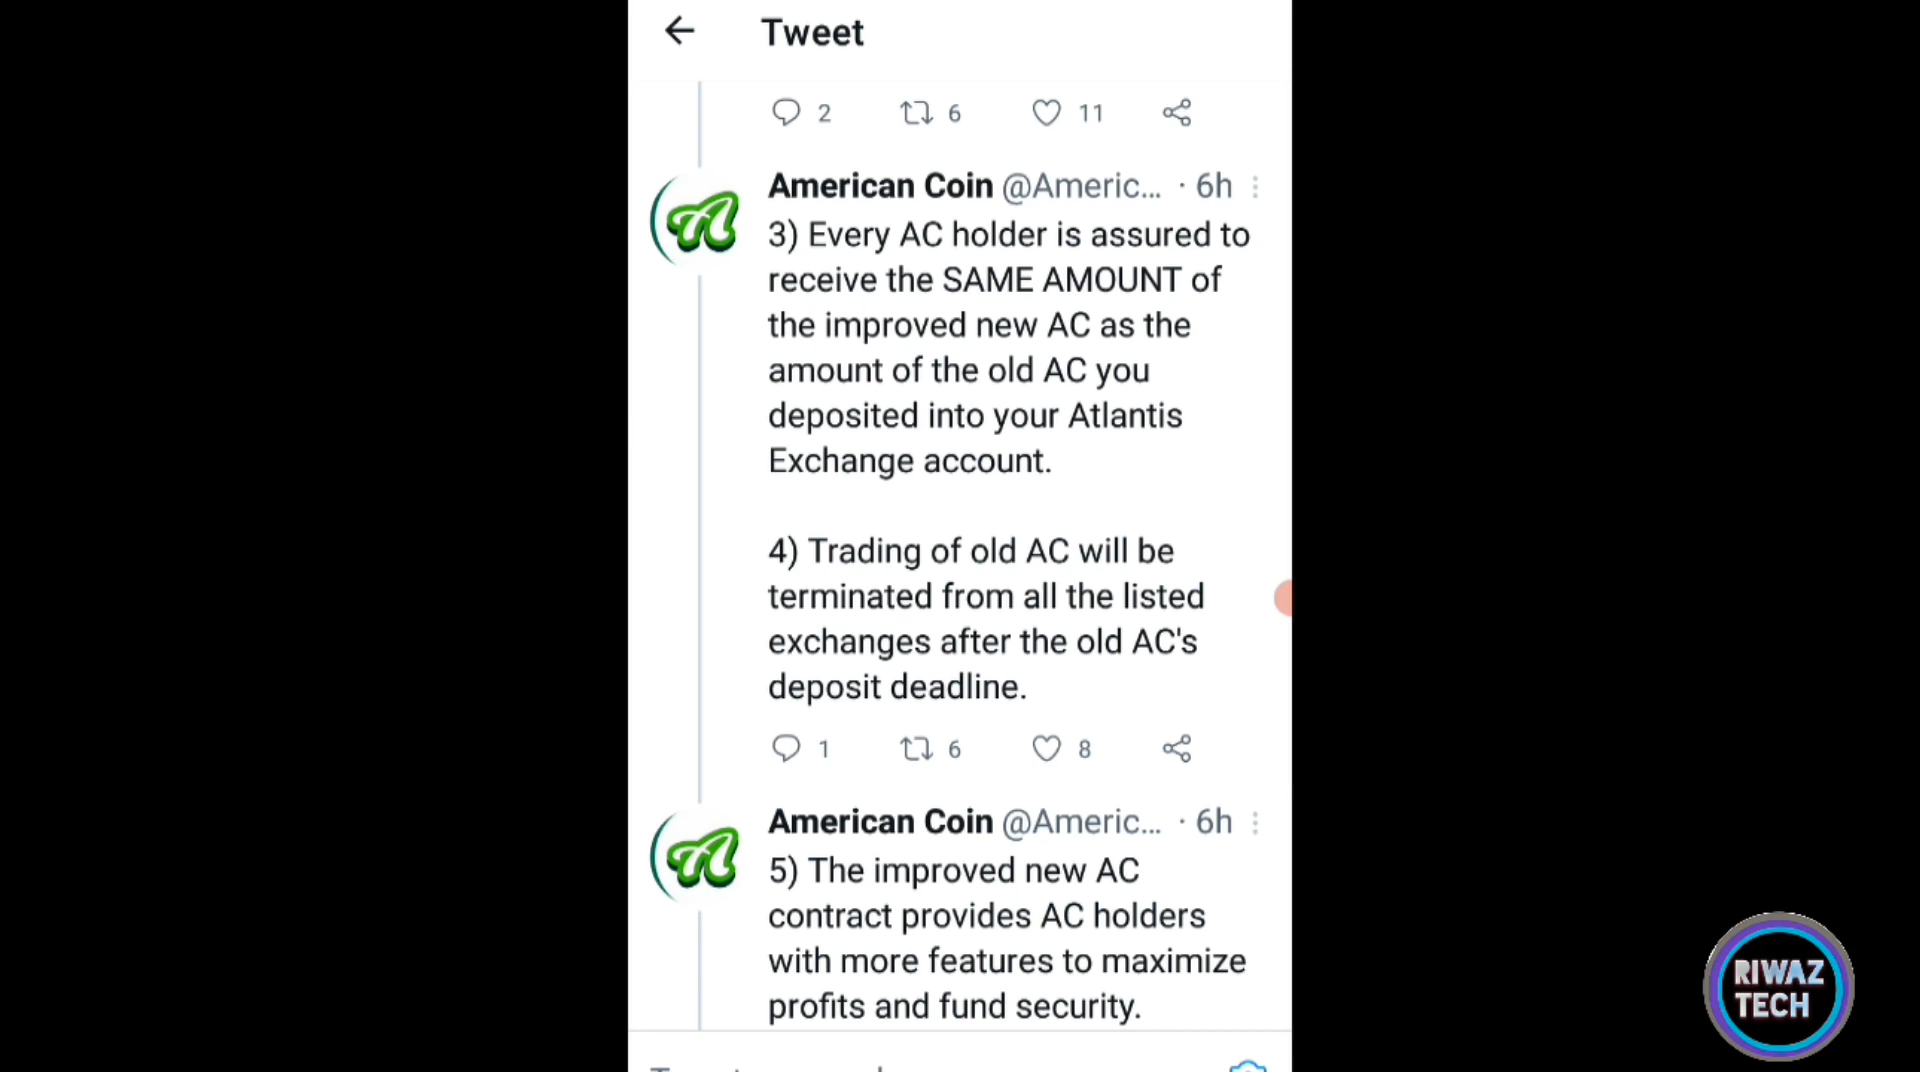 Tweet
2 6 11
American Coin @Americ... · 6h
3) Every AC holder is assured to
receive the SAME AMOUNT of
the improved new AC as the
amount of the old AC you
deposited into your Atlantis
Exchange account.
4) Trading of old AC will be
terminated from all the listed
exchanges after the old AC's
deposit deadline.
1 6 8
American Coin @Americ... · 6h
5) The improved new AC
contract provides AC holders
with more features to maximize
profits and fund security.
RIWAZ
TECH